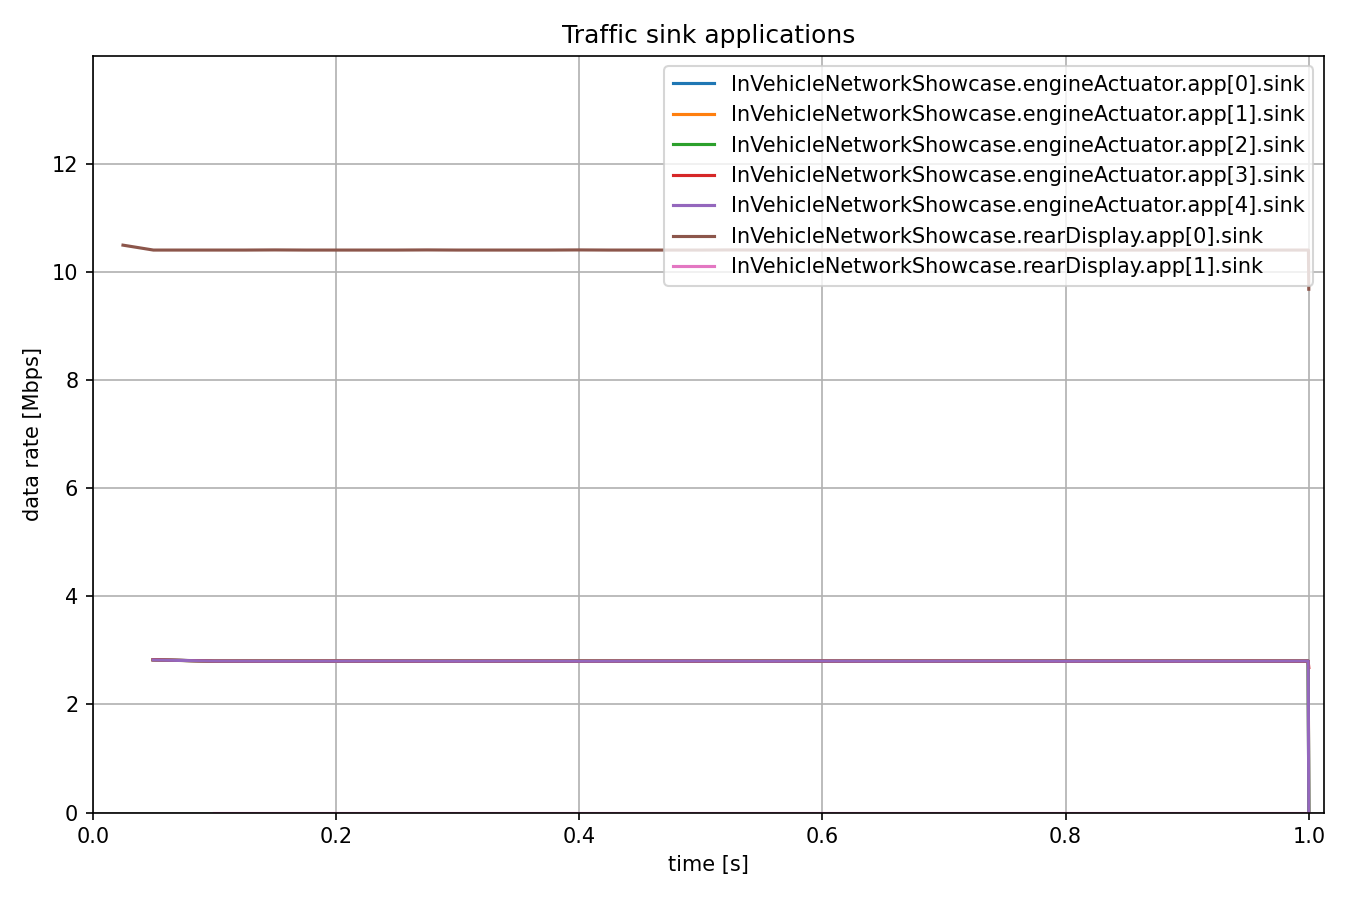 Traffic sink applications
InVehicleNetworkShowcase.engineActuator.app[0].sink
InVehicleNetworkShowcase.engineActuator.app[1].sink
InVehicleNetworkShowcase.engineActuator.app[2].sink
InVehicleNetworkShowcase.engineActuator.app[3].sink
InVehicleNetworkShowcase.engineActuator.app[4].sink
InVehicleNetworkShowcase.rearDisplay.app[0].sink
InVehicleNetworkShowcase.rearDisplay.app[1].sink
12
10
8
6
4
2
0
data rate [Mbps]
0.0 0.2 0.4 0.6 0.8 1.0
time [s]